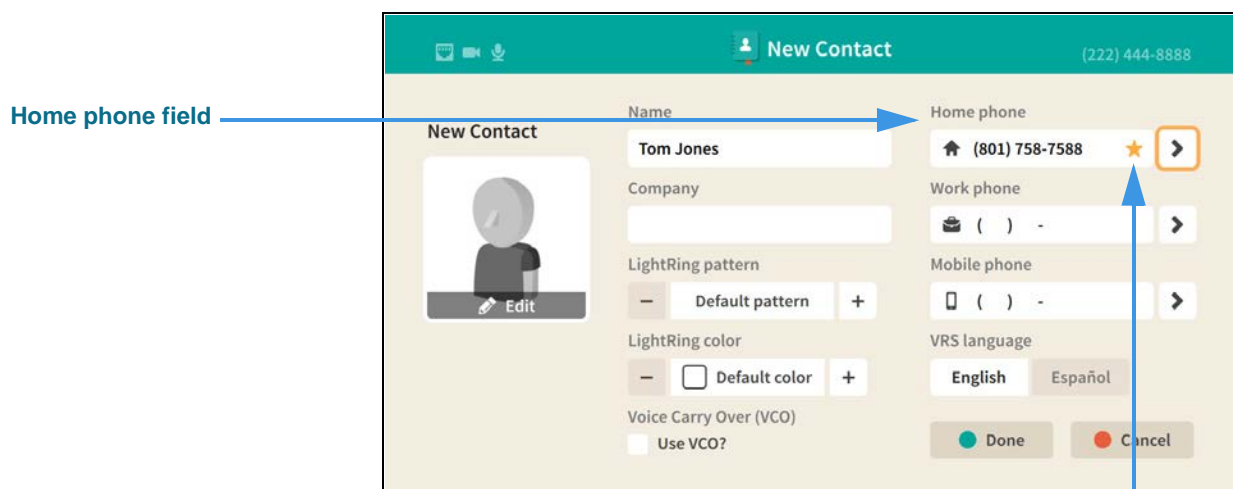 New Contact
(222) 444-8888
Home phone field
New Contact
Edit
Name
Tom Jones
Company
LightRing pattern
− Default pattern +
LightRing color
− Default color +
Voice Carry Over (VCO)
Use VCO?
Home phone
(801) 758-7588
Work phone
( ) -
Mobile phone
( ) -
VRS language
English Español
Done Cancel